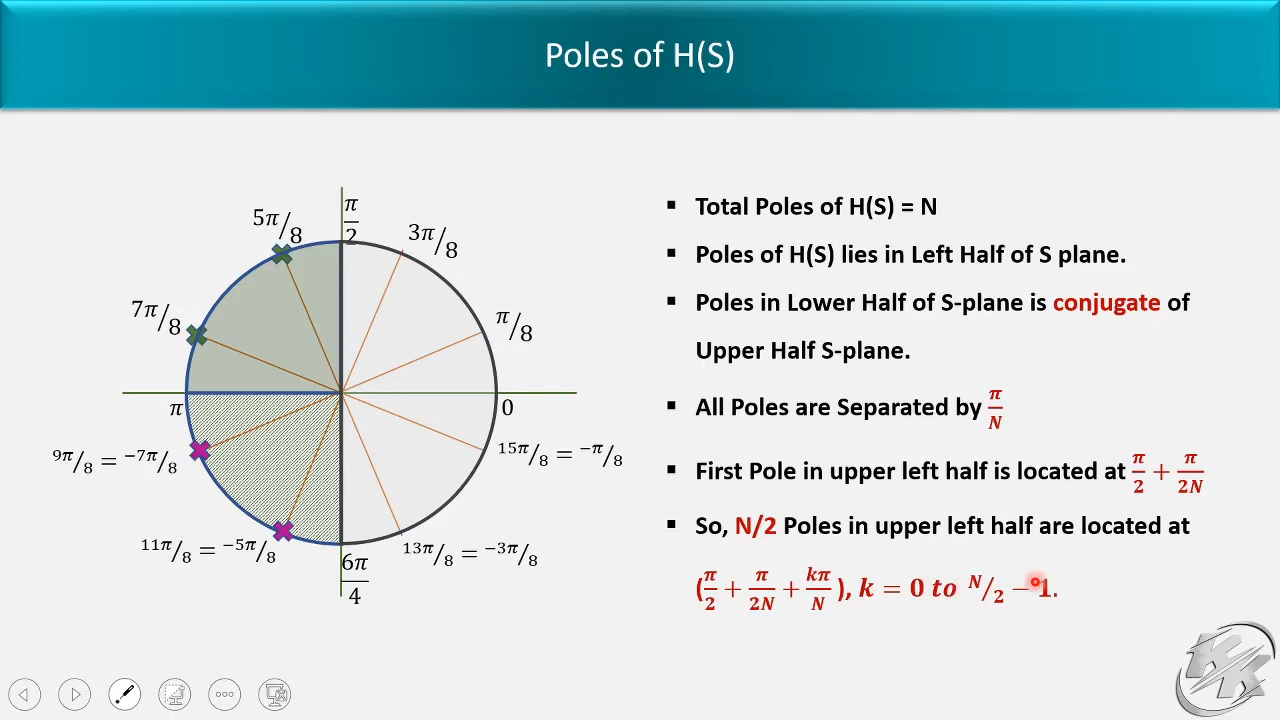 Poles of H(S)
π/2
5π/8
3π/8
7π/8
π/8
π
0
9π/8 = −7π/8
15π/8 = −π/8
11π/8 = −5π/8
13π/8 = −3π/8
6π/4
▪ Total Poles of H(S) = N
▪ Poles of H(S) lies in Left Half of S plane.
▪ Poles in Lower Half of S-plane is conjugate of
Upper Half S-plane.
▪ All Poles are Separated by π/N
▪ First Pole in upper left half is located at π/2 + π/2N
▪ So, N/2 Poles in upper left half are located at
(π/2 + π/2N + kπ/N), k = 0 to N/2 − 1.